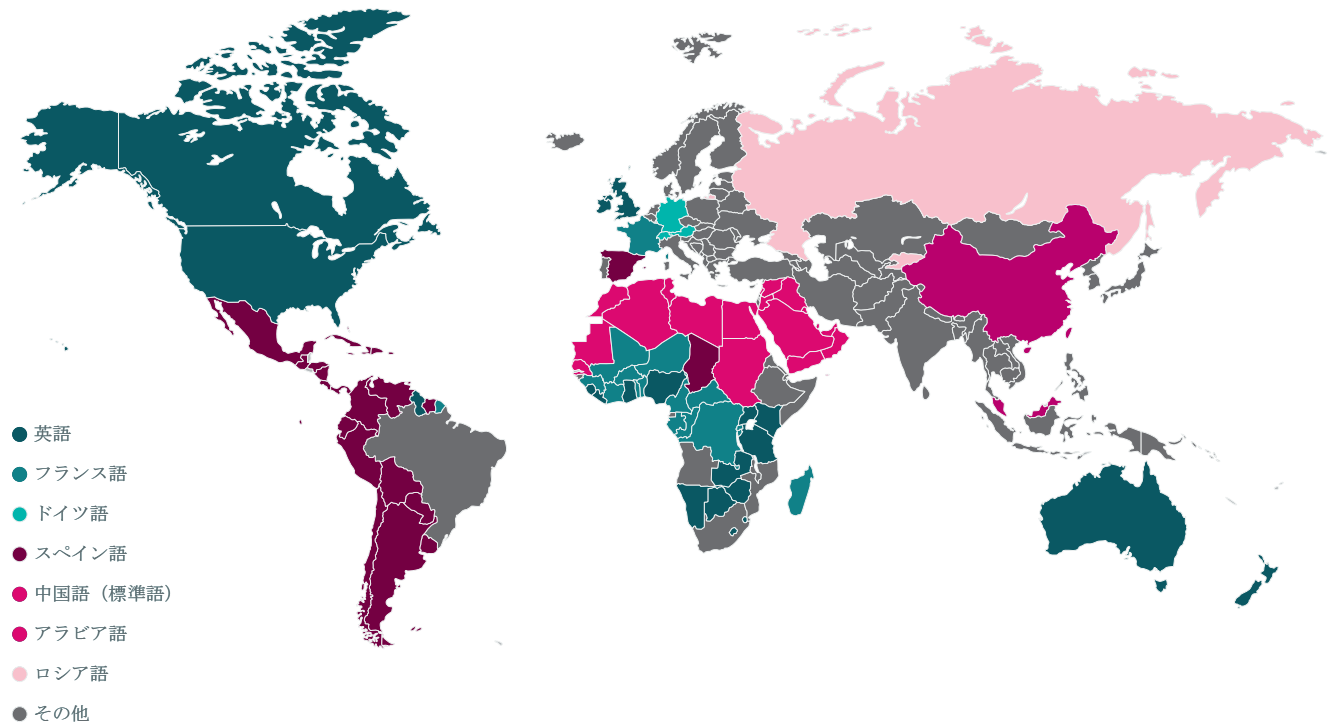 英語
フランス語
ドイツ語
スペイン語
中国語（標準語）
アラビア語
ロシア語
その他